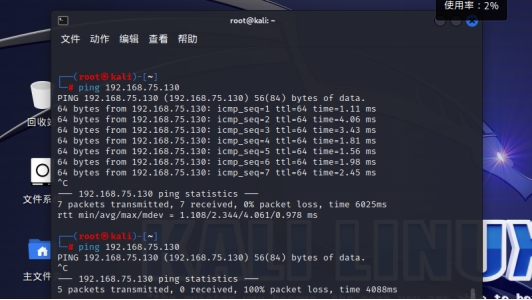 使用率：2%
root@kali: ~
文件 动作 编辑 查看 帮助
┌──(root㉿kali)-[~]
└─# ping 192.168.75.130
PING 192.168.75.130 (192.168.75.130) 56(84) bytes of data.
64 bytes from 192.168.75.130: icmp_seq=1 ttl=64 time=1.11 ms
64 bytes from 192.168.75.130: icmp_seq=2 ttl=64 time=4.06 ms
64 bytes from 192.168.75.130: icmp_seq=3 ttl=64 time=3.43 ms
64 bytes from 192.168.75.130: icmp_seq=4 ttl=64 time=1.81 ms
64 bytes from 192.168.75.130: icmp_seq=5 ttl=64 time=1.56 ms
64 bytes from 192.168.75.130: icmp_seq=6 ttl=64 time=1.98 ms
64 bytes from 192.168.75.130: icmp_seq=7 ttl=64 time=2.45 ms
^C
── 192.168.75.130 ping statistics ──
7 packets transmitted, 7 received, 0% packet loss, time 6025ms
rtt min/avg/max/mdev = 1.108/2.344/4.061/0.978 ms
┌──(root㉿kali)-[~]
└─# ping 192.168.75.130
PING 192.168.75.130 (192.168.75.130) 56(84) bytes of data.
^C
── 192.168.75.130 ping statistics ──
5 packets transmitted, 0 received, 100% packet loss, time 4088ms
回收站
文件系
主文件
KALI LINUX